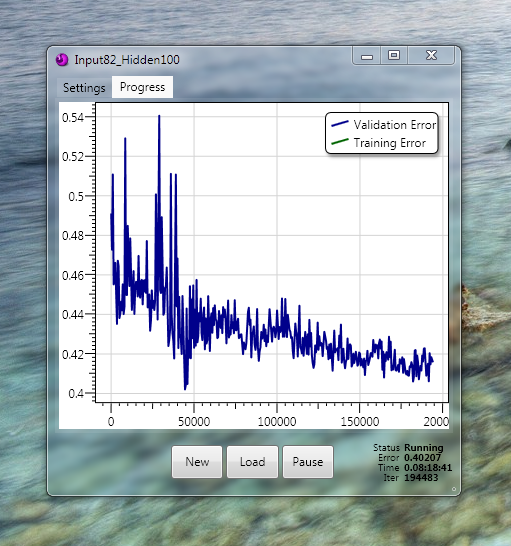 Input82_Hidden100
Settings Progress
Validation Error
Training Error
0.54
0.52
0.5
0.48
0.46
0.44
0.42
0.4
0 50000 100000 150000 2000
New Load Pause
Status Running
Error 0.40207
Time 0.08:18:41
Iter 194483